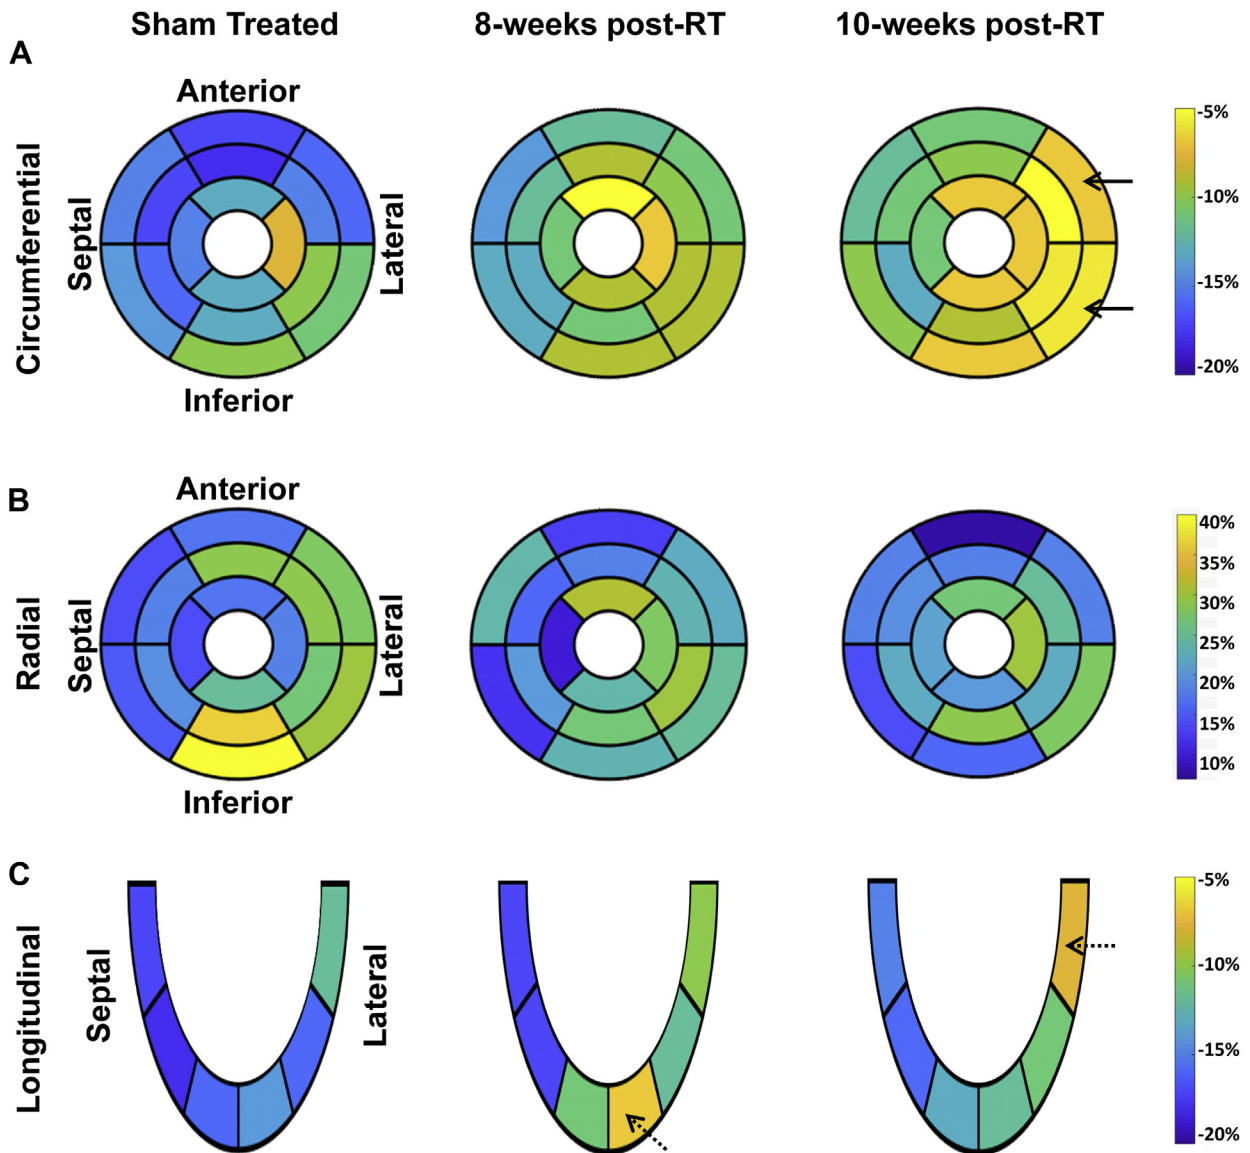 Sham Treated 8-weeks post-RT 10-weeks post-RT
A
Circumferential
Anterior
Septal
Lateral
Inferior
-5%
-10%
-15%
-20%
B
Radial
Anterior
Septal
Lateral
Inferior
40%
35%
30%
25%
20%
15%
10%
C
Longitudinal
Septal
Lateral
-5%
-10%
-15%
-20%